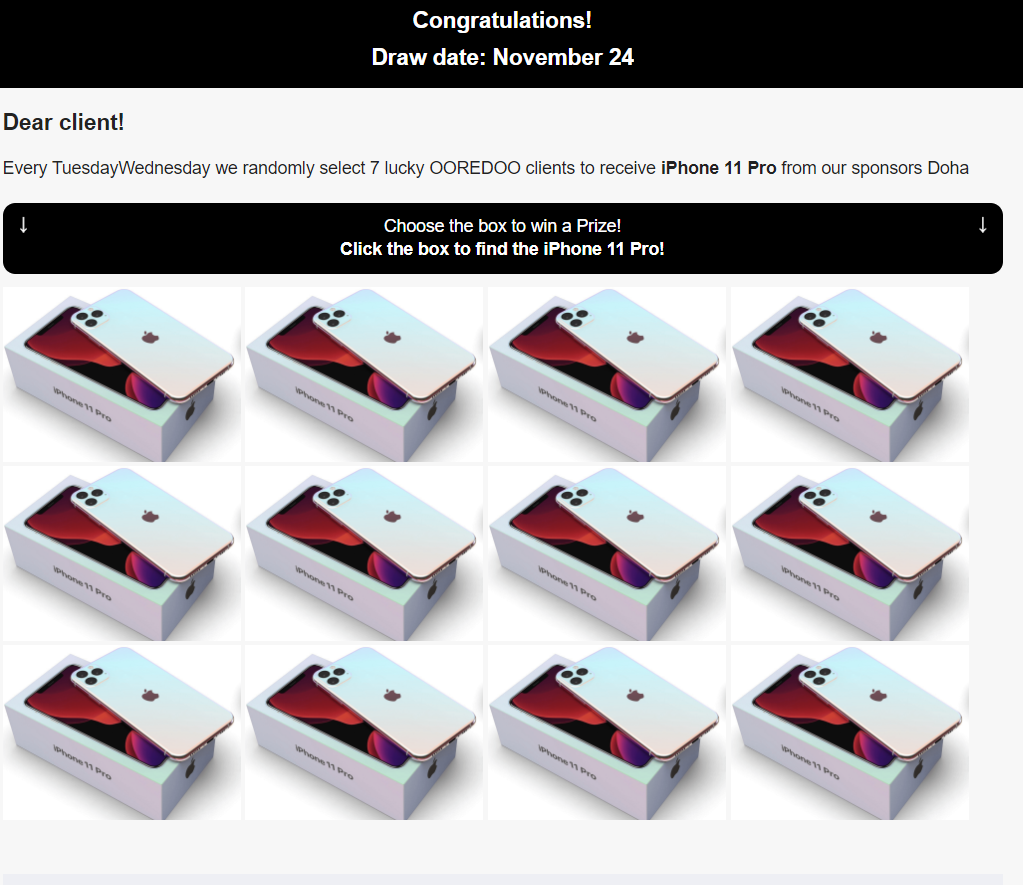 Congratulations!
Draw date: November 24
Dear client!
Every TuesdayWednesday we randomly select 7 lucky OOREDOO clients to receive iPhone 11 Pro from our sponsors Doha
↓ Choose the box to win a Prize! ↓
Click the box to find the iPhone 11 Pro!
iPhone 11 Pro iPhone 11 Pro iPhone 11 Pro iPhone 11 Pro
iPhone 11 Pro iPhone 11 Pro iPhone 11 Pro iPhone 11 Pro
iPhone 11 Pro iPhone 11 Pro iPhone 11 Pro iPhone 11 Pro